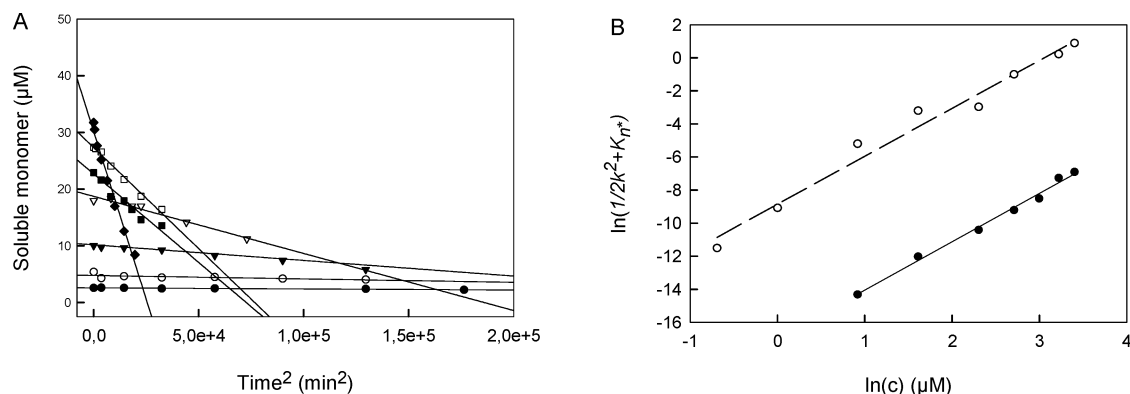 A
Soluble monomer (µM)
50
40
30
20
10
0
0,0
5,0e+4
1,0e+5
1,5e+5
2,0e+5
Time² (min²)
B
ln(1/2k²+Kn*)
2
0
-2
-4
-6
-8
-10
-12
-14
-16
-1
0
1
2
3
4
ln(c) (µM)